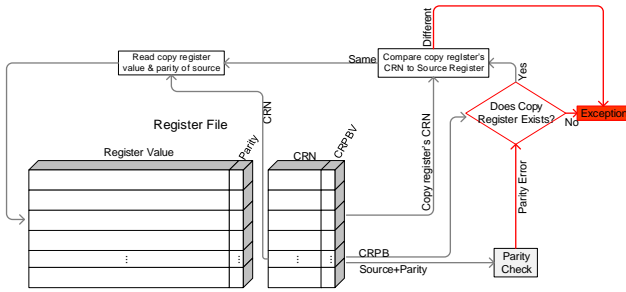 Different
Read copy register
value & parity of source
Same
Compare copy register's
CRN to Source Register
Yes
Does Copy
Register Exists?
No
Exception
CRN
Register File
Register Value
Parity
CRN
CRPBV
Copy register's CRN
Parity Error
⋮
⋮
⋮
⋮
CRPB
Source+Parity
Parity
Check